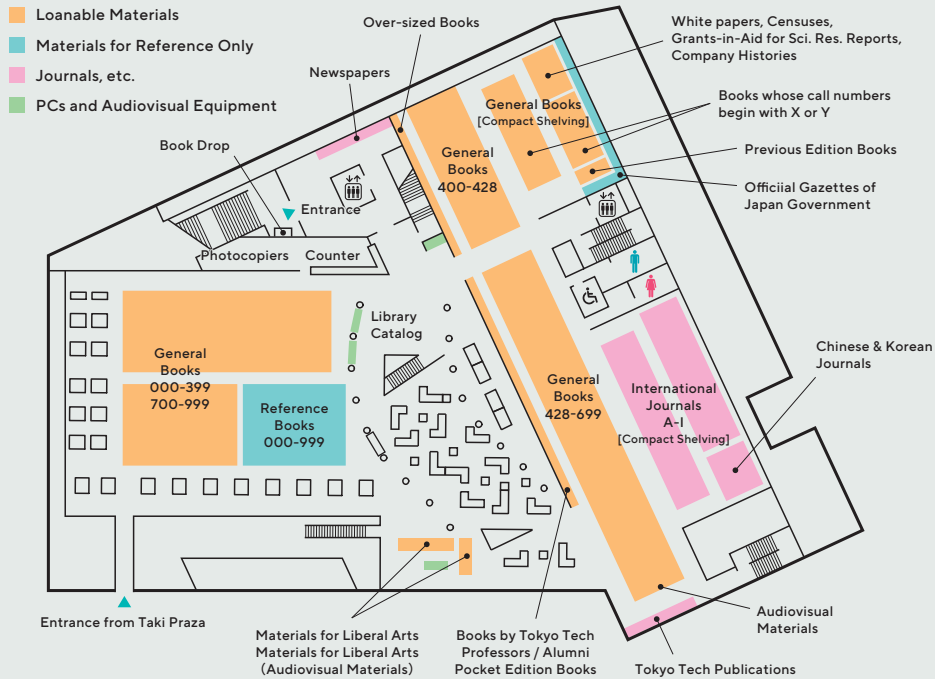 Loanable Materials
Materials for Reference Only
Journals, etc.
PCs and Audiovisual Equipment
Over-sized Books
Newspapers
Book Drop
Entrance
Photocopiers
Counter
White papers, Censuses,
Grants-in-Aid for Sci. Res. Reports,
Company Histories
General Books
[Compact Shelving]
Books whose call numbers
begin with X or Y
General
Books
400-428
Previous Edition Books
Officiial Gazettes of
Japan Government
Library
Catalog
General
Books
000-399
700-999
Reference
Books
000-999
General
Books
428-699
International
Journals
A-I
[Compact Shelving]
Chinese & Korean
Journals
Entrance from Taki Praza
Materials for Liberal Arts
Materials for Liberal Arts
(Audiovisual Materials)
Books by Tokyo Tech
Professors / Alumni
Pocket Edition Books
Audiovisual
Materials
Tokyo Tech Publications